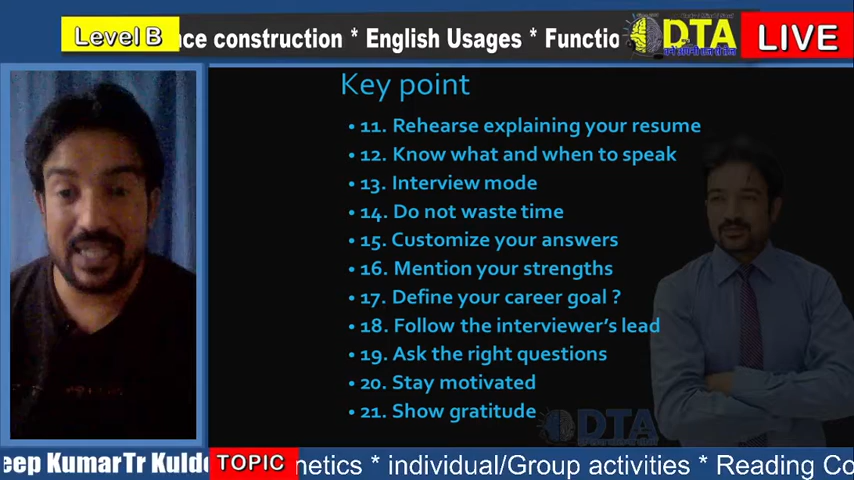 Level B
ce construction * English Usages * Functio
DTA
LIVE
Key point
• 11. Rehearse explaining your resume
• 12. Know what and when to speak
• 13. Interview mode
• 14. Do not waste time
• 15. Customize your answers
• 16. Mention your strengths
• 17. Define your career goal ?
• 18. Follow the interviewer's lead
• 19. Ask the right questions
• 20. Stay motivated
• 21. Show gratitude
DTA
eep KumarTr Kulde
TOPIC
netics * individual/Group activities * Reading Co